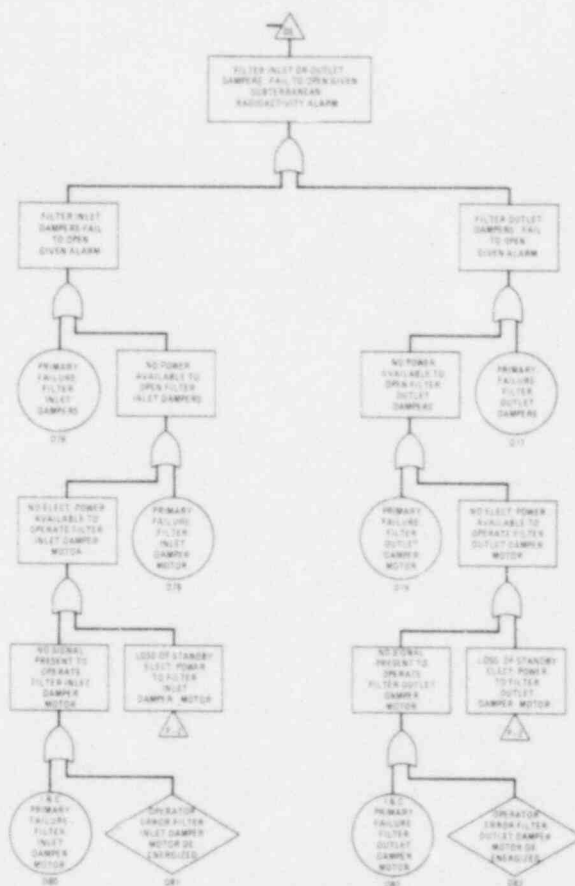 FILTER INLET OR OUTLET
DAMPERS FAIL TO OPEN GIVEN
SUBTERRANEAN
RADIOACTIVITY ALARM
FILTER INLET
DAMPERS FAIL
TO OPEN
GIVEN ALARM
FILTER OUTLET
DAMPERS FAIL
TO OPEN
GIVEN ALARM
PRIMARY
FAILURE
FILTER
INLET
DAMPERS
NO POWER
AVAILABLE TO
OPEN FILTER
INLET DAMPERS
NO POWER
AVAILABLE TO
OPEN FILTER
OUTLET
DAMPERS
PRIMARY
FAILURE
FILTER
OUTLET
DAMPERS
NO ELECT. POWER
AVAILABLE TO
OPERATE FILTER
INLET DAMPER
MOTOR
PRIMARY
FAILURE
FILTER
INLET
DAMPER
MOTOR
PRIMARY
FAILURE
FILTER
OUTLET
DAMPER
MOTOR
NO ELECT. POWER
AVAILABLE TO
OPERATE FILTER
OUTLET DAMPER
MOTOR
NO SIGNAL
PRESENT TO
OPERATE
FILTER INLET
DAMPER
MOTOR
LOSS OF STANDBY
ELECT. POWER
TO FILTER
INLET
DAMPER MOTOR
NO SIGNAL
PRESENT TO
OPERATE
FILTER OUTLET
DAMPER
MOTOR
LOSS OF STANDBY
ELECT. POWER
TO FILTER
OUTLET
DAMPER MOTOR
I & C
PRIMARY
FAILURE -
FILTER
INLET
DAMPER
MOTOR
OPERATOR
ERROR FILTER
INLET DAMPER
MOTOR DE
ENERGIZED
I & C
PRIMARY
FAILURE
FILTER
OUTLET
DAMPER
MOTOR
OPERATOR
ERROR FILTER
OUTLET DAMPER
MOTOR DE
ENERGIZED